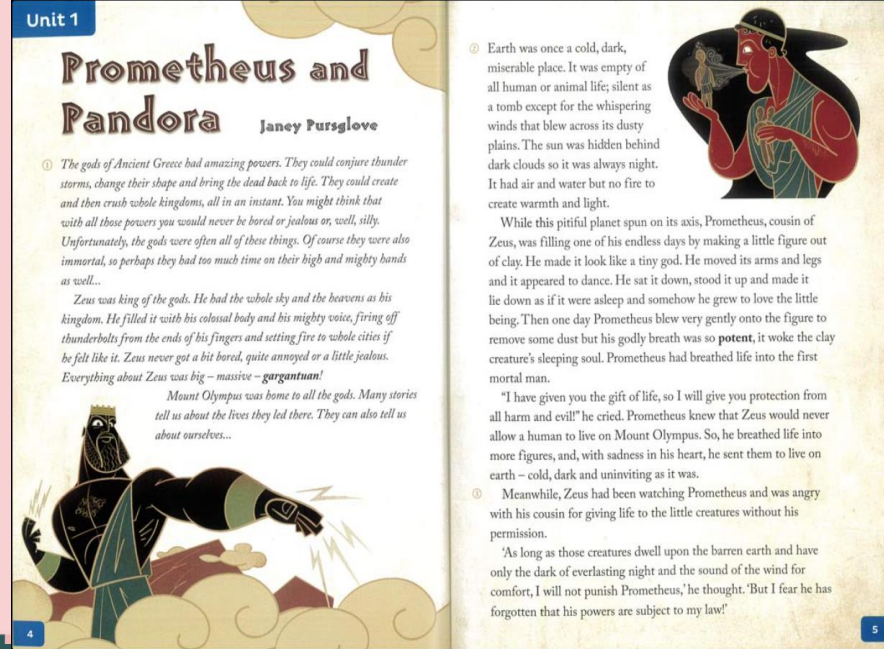 Unit 1
Prometheus and
Pandora
Janey Pursglove
① The gods of Ancient Greece had amazing powers. They could conjure thunder
storms, change their shape and bring the dead back to life. They could create
and then crush whole kingdoms, all in an instant. You might think that
with all those powers you would never be bored or jealous or, well, silly.
Unfortunately, the gods were often all of these things. Of course they were also
immortal, so perhaps they had too much time on their high and mighty hands
as well...
Zeus was king of the gods. He had the whole sky and the heavens as his
kingdom. He filled it with his colossal body and his mighty voice, firing off
thunderbolts from the ends of his fingers and setting fire to whole cities if
he felt like it. Zeus never got a bit bored, quite annoyed or a little jealous.
Everything about Zeus was big – massive – gargantuan!
Mount Olympus was home to all the gods. Many stories
tell us about the lives they led there. They can also tell us
about ourselves...
4
② Earth was once a cold, dark,
miserable place. It was empty of
all human or animal life; silent as
a tomb except for the whispering
winds that blew across its dusty
plains. The sun was hidden behind
dark clouds so it was always night.
It had air and water but no fire to
create warmth and light.
While this pitiful planet spun on its axis, Prometheus, cousin of
Zeus, was filling one of his endless days by making a little figure out
of clay. He made it look like a tiny god. He moved its arms and legs
and it appeared to dance. He sat it down, stood it up and made it
lie down as if it were asleep and somehow he grew to love the little
being. Then one day Prometheus blew very gently onto the figure to
remove some dust but his godly breath was so potent, it woke the clay
creature's sleeping soul. Prometheus had breathed life into the first
mortal man.
"I have given you the gift of life, so I will give you protection from
all harm and evil!" he cried. Prometheus knew that Zeus would never
allow a human to live on Mount Olympus. So, he breathed life into
more figures, and, with sadness in his heart, he sent them to live on
earth – cold, dark and uninviting as it was.
③ Meanwhile, Zeus had been watching Prometheus and was angry
with his cousin for giving life to the little creatures without his
permission.
'As long as those creatures dwell upon the barren earth and have
only the dark of everlasting night and the sound of the wind for
comfort, I will not punish Prometheus,' he thought. 'But I fear he has
forgotten that his powers are subject to my law!'
5